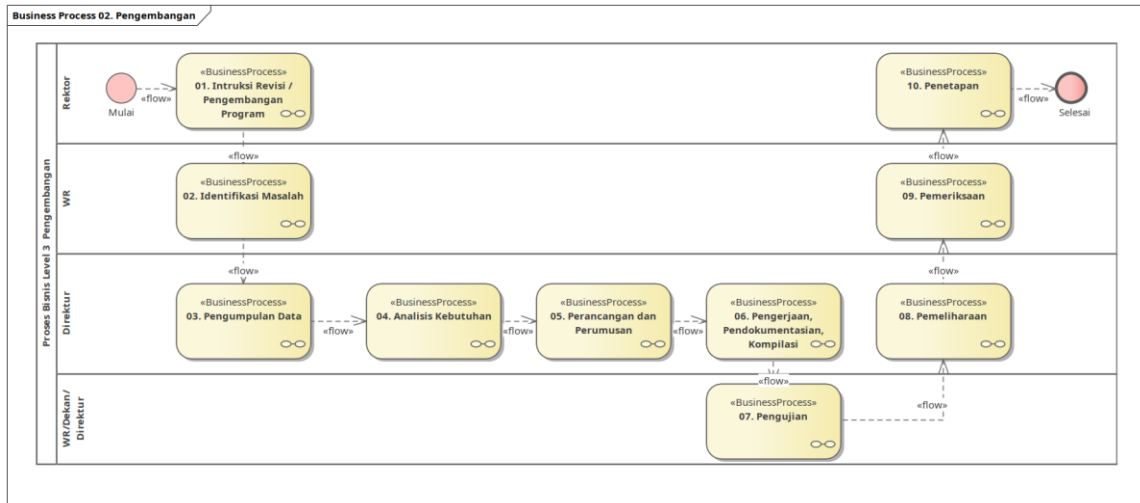 Business Process 02. Pengembangan
Proses Bisnis Level 3 Pengembangan
Rektor
Mulai
«flow»
«BusinessProcess»
01. Intruksi Revisi /
Pengembangan
Program
«BusinessProcess»
10. Penetapan
«flow»
Selesai
«flow»
«flow»
WR
«BusinessProcess»
02. Identifikasi Masalah
«BusinessProcess»
09. Pemeriksaan
«flow»
«flow»
Direktur
«BusinessProcess»
03. Pengumpulan Data
«flow»
«BusinessProcess»
04. Analisis Kebutuhan
«flow»
«BusinessProcess»
05. Perancangan dan
Perumusan
«flow»
«BusinessProcess»
06. Pengerjaan,
Pendokumentasian,
Kompilasi
«BusinessProcess»
08. Pemeliharaan
«flow»
WR/Dekan/
Direktur
«BusinessProcess»
07. Pengujian
«flow»